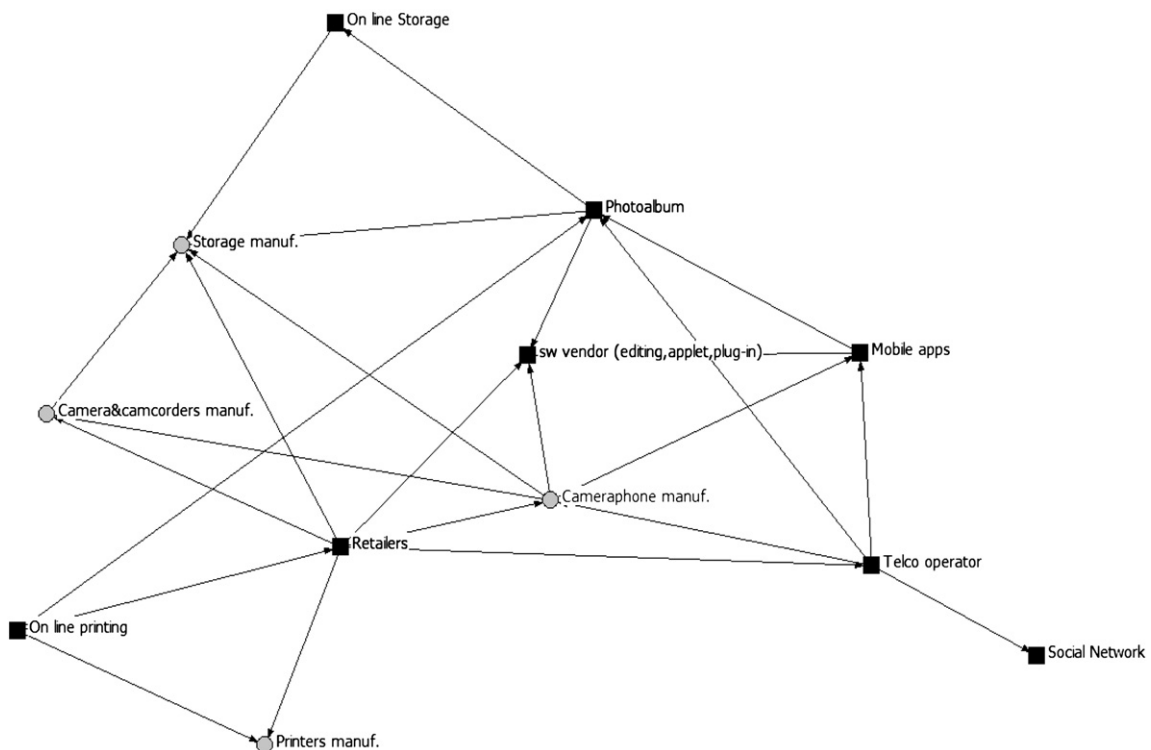 On line Storage
Photoalbum
Storage manuf.
sw vendor (editing,applet,plug-in)
Mobile apps
Camera&camcorders manuf.
Cameraphone manuf.
Retailers
Telco operator
On line printing
Social Network
Printers manuf.